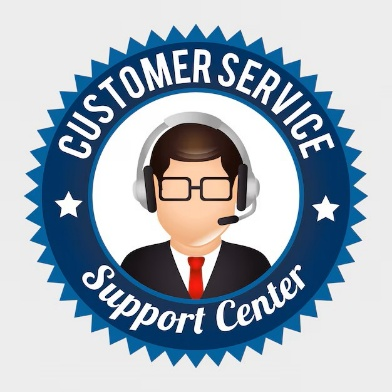 CUSTOMER SERVICE
Support Center